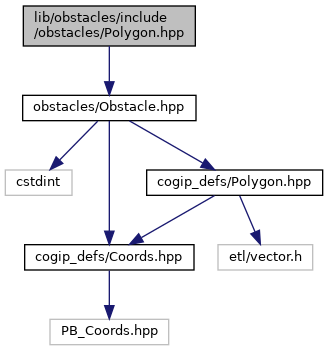 lib/obstacles/include
/obstacles/Polygon.hpp
obstacles/Obstacle.hpp
cstdint
cogip_defs/Polygon.hpp
cogip_defs/Coords.hpp
etl/vector.h
PB_Coords.hpp